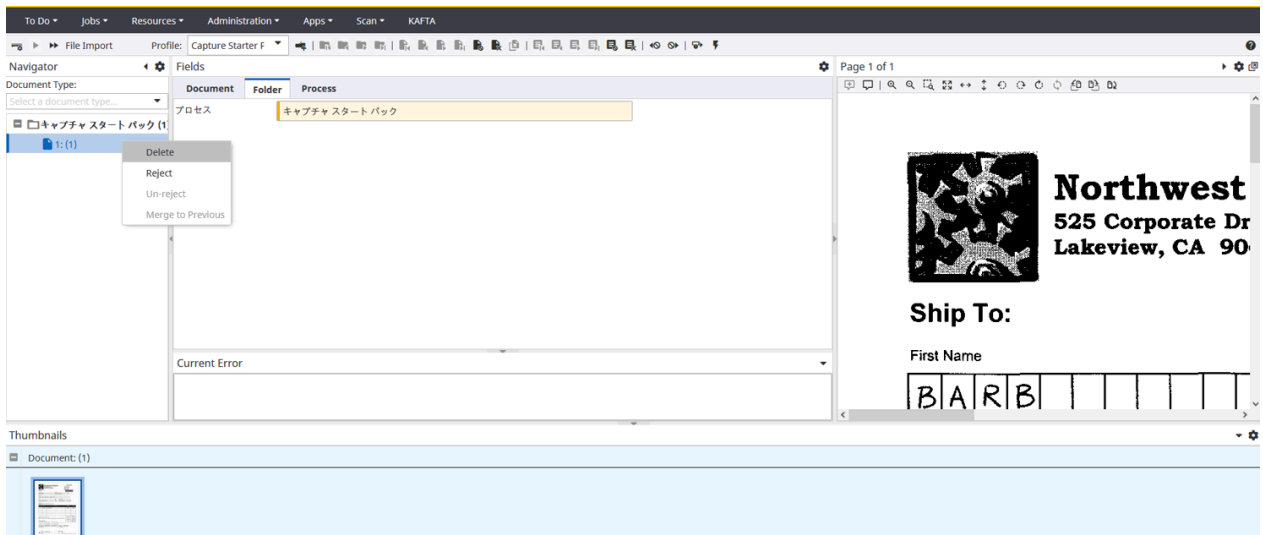 To Do Jobs Resources Administration Apps Scan KAFTA
File Import Profile: Capture Starter F
Navigator
Document Type:
Select a document type...
キャプチャ スタート パック (1
1: (1)
Delete
Reject
Un-reject
Merge to Previous
Fields
Document Folder Process
プロセス キャプチャ スタート パック
Current Error
Page 1 of 1
Northwest
525 Corporate Dr
Lakeview, CA 90
Ship To:
First Name
BARB
Thumbnails
Document: (1)